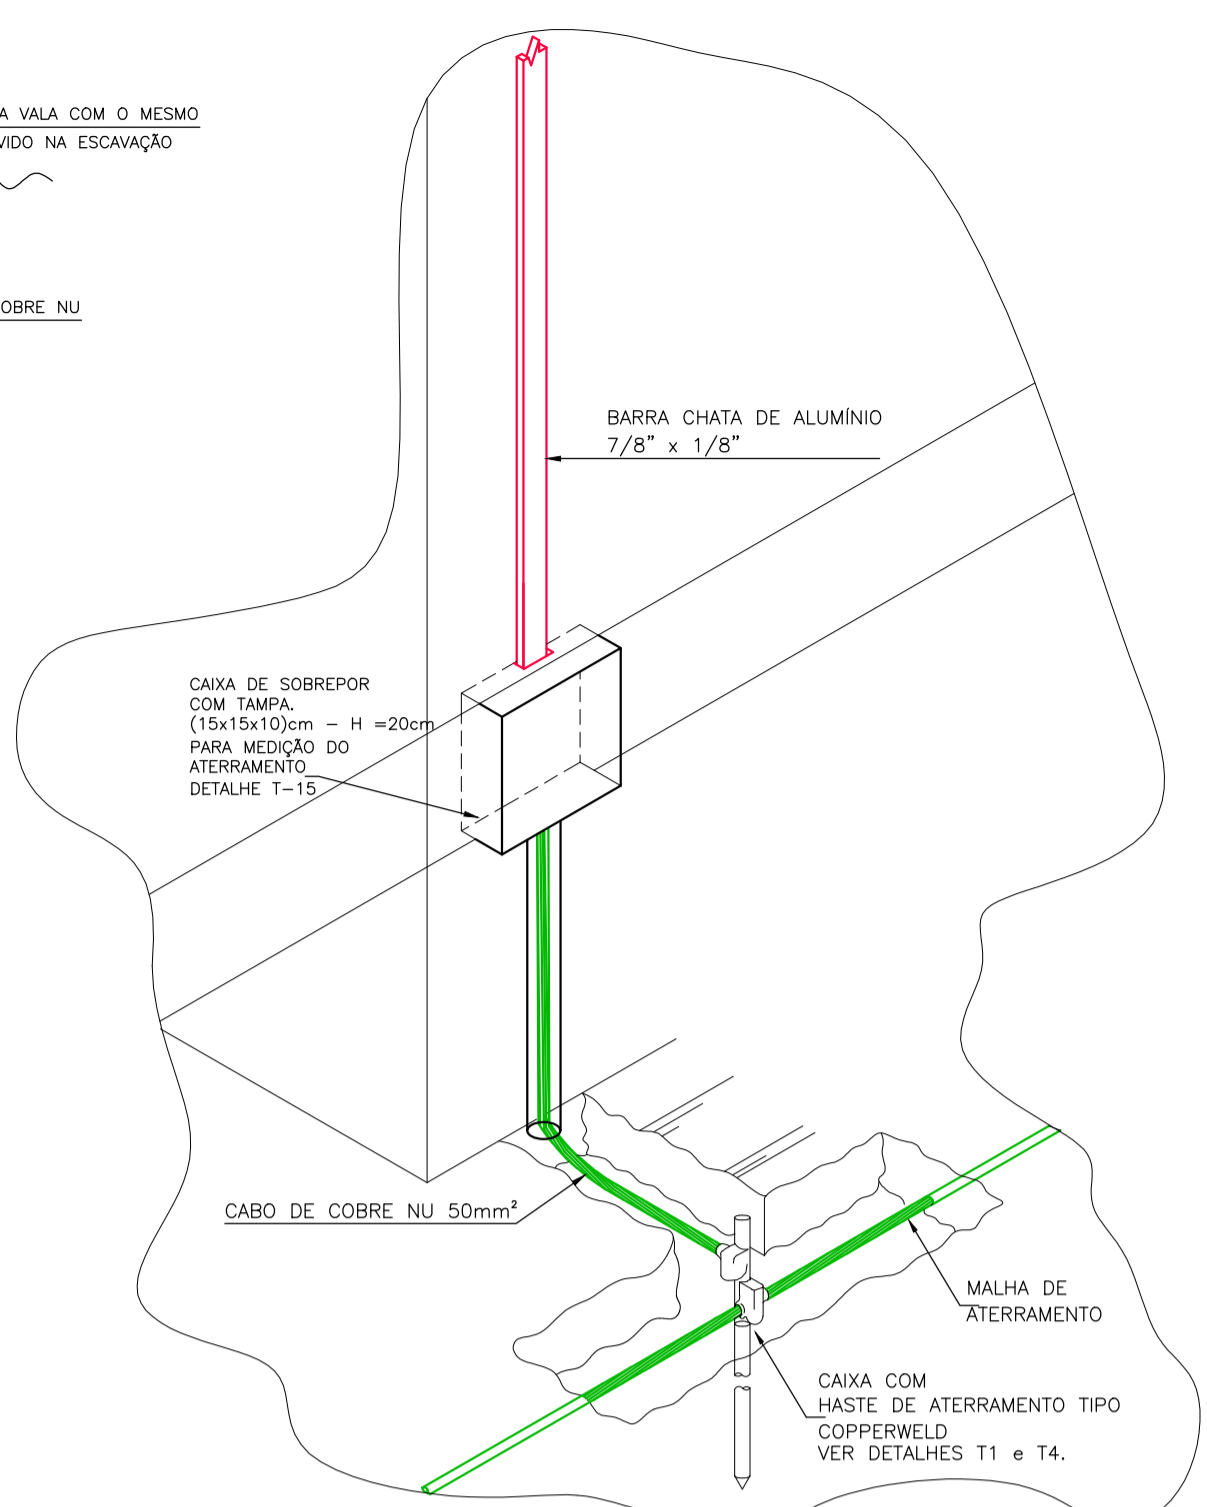 A VALA COM O MESMO
VIDO NA ESCAVAÇÃO
OBRE NU
BARRA CHATA DE ALUMÍNIO
7/8” x 1/8”
CAIXA DE SOBREPOR
COM TAMPA.
(15x15x10)cm – H =20cm
PARA MEDIÇÃO DO
ATERRAMENTO
DETALHE T–15
CABO DE COBRE NU 50mm²
MALHA DE
ATERRAMENTO
CAIXA COM
HASTE DE ATERRAMENTO TIPO
COPPERWELD
VER DETALHES T1 e T4.